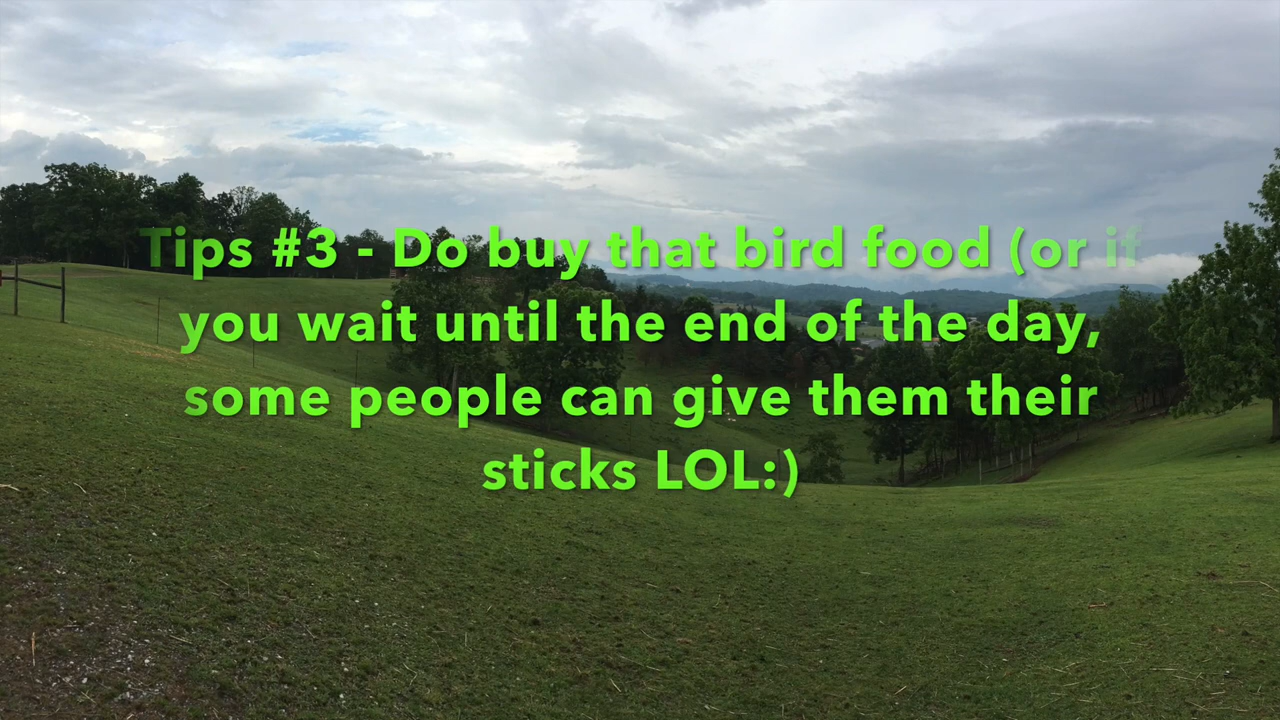 Tips #3 - Do buy that bird food (or if
you wait until the end of the day,
some people can give them their
sticks LOL:)